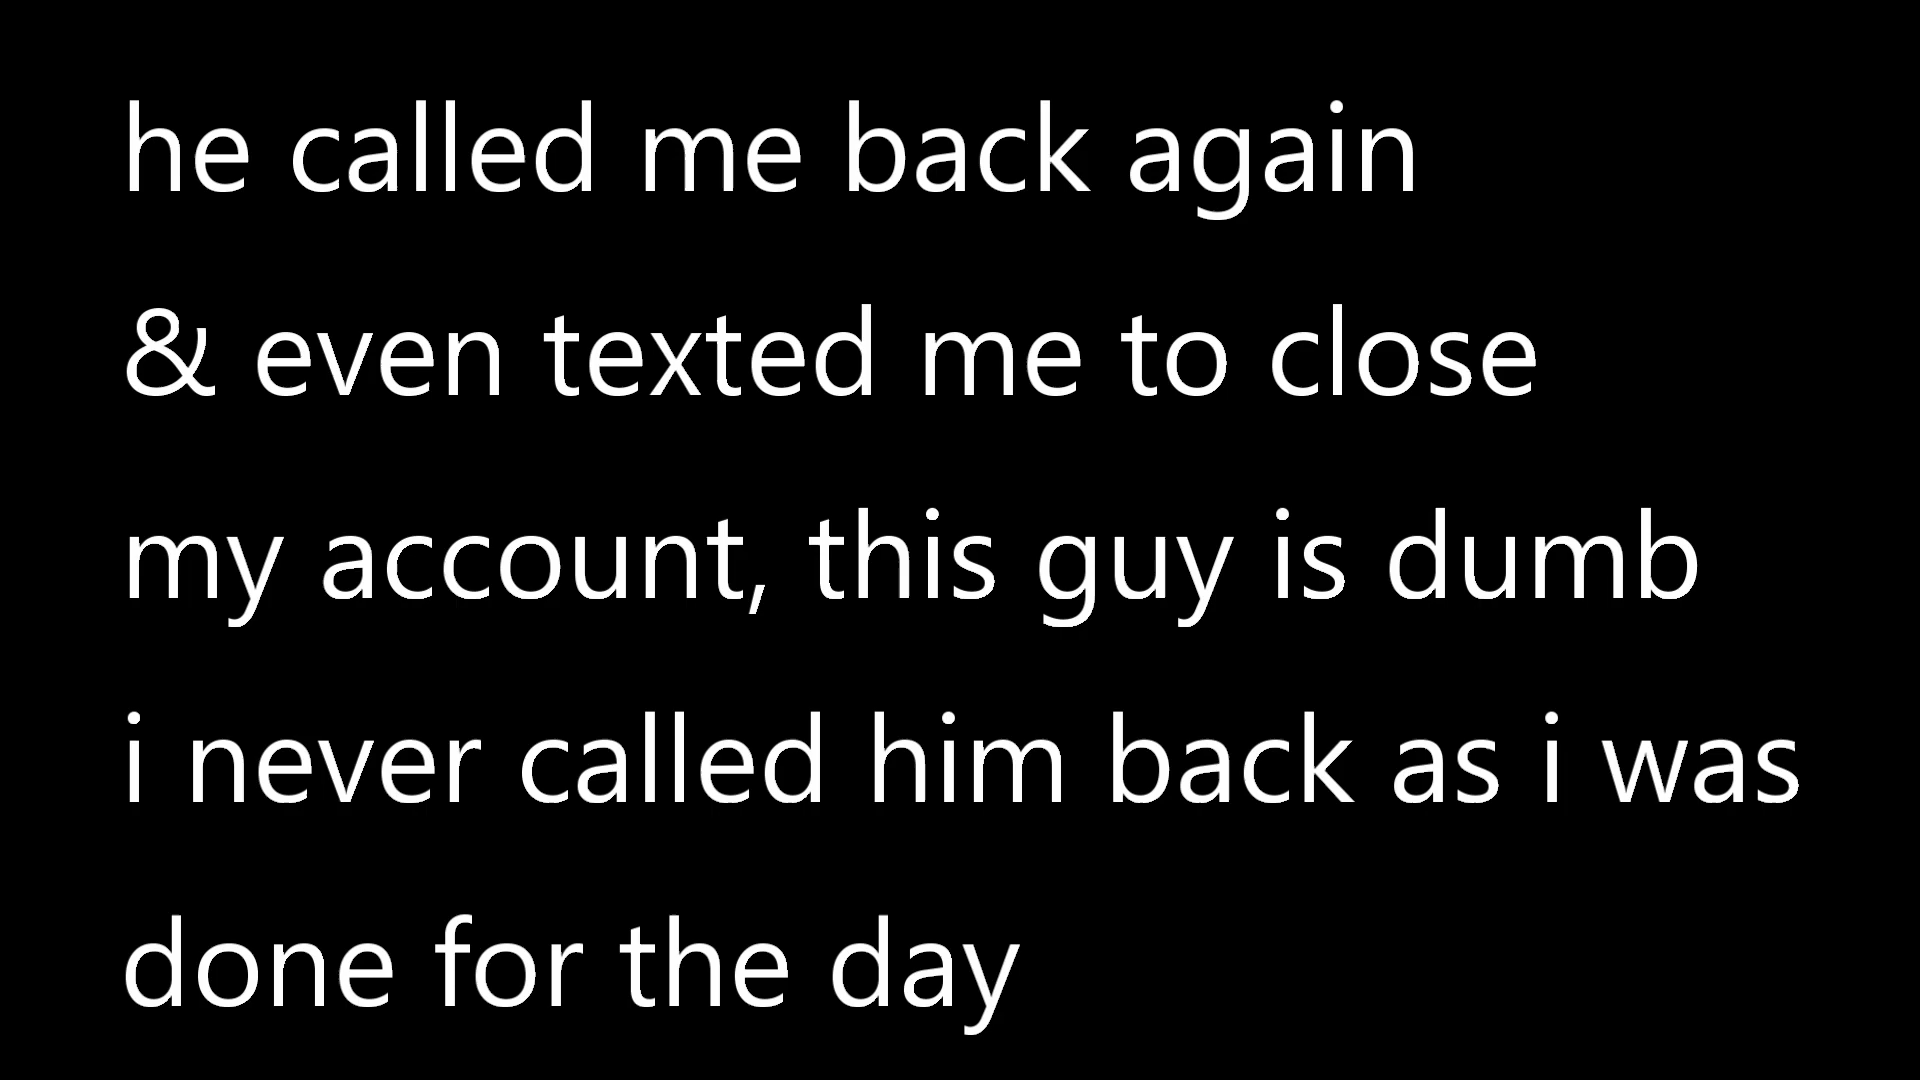 he called me back again
& even texted me to close
my account, this guy is dumb
i never called him back as i was
done for the day